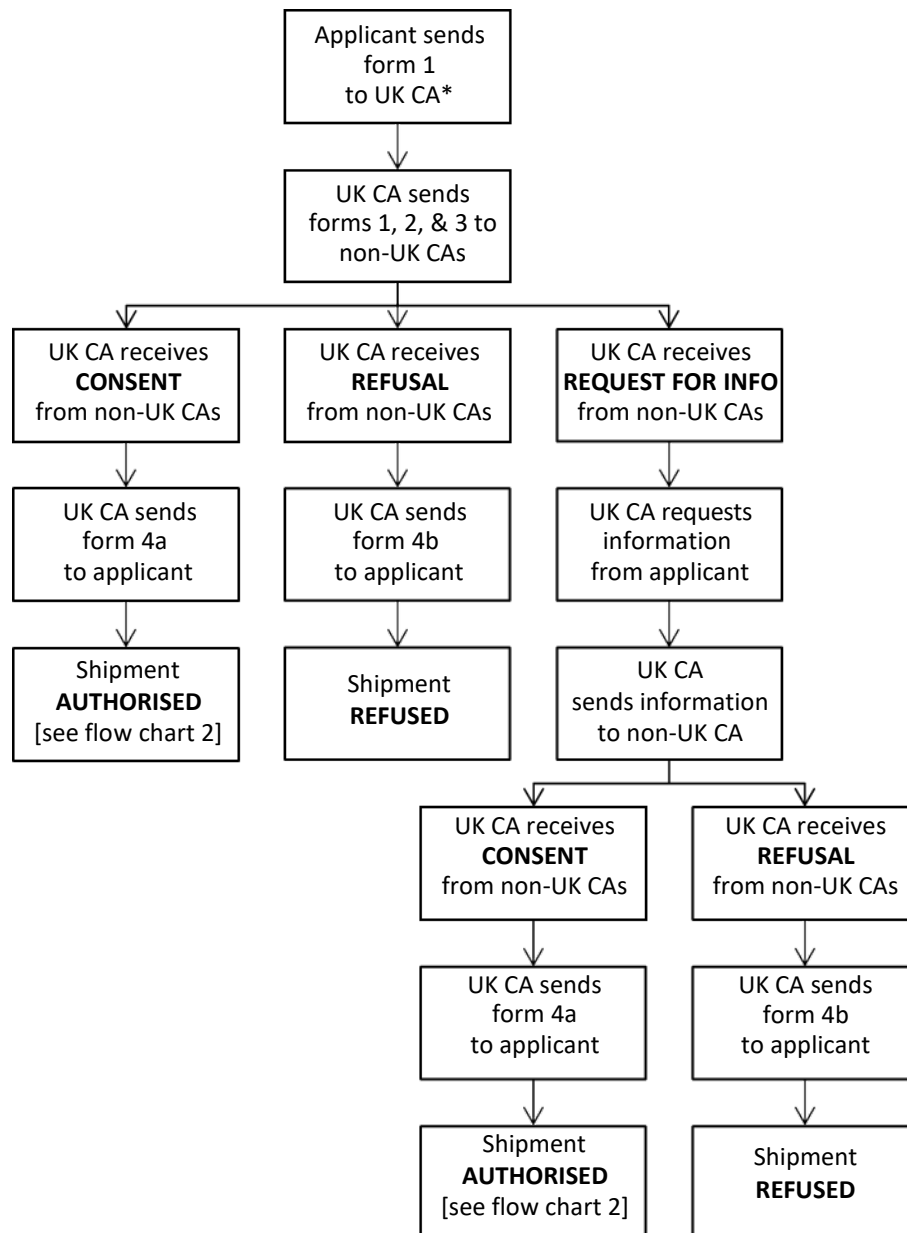 Applicant sends
form 1
to UK CA*
UK CA sends
forms 1, 2, & 3 to
non-UK CAs
UK CA receives
CONSENT
from non-UK CAs
UK CA receives
REFUSAL
from non-UK CAs
UK CA receives
REQUEST FOR INFO
from non-UK CAs
UK CA sends
form 4a
to applicant
UK CA sends
form 4b
to applicant
UK CA requests
information
from applicant
Shipment
AUTHORISED
[see flow chart 2]
Shipment
REFUSED
UK CA
sends information
to non-UK CA
UK CA receives
CONSENT
from non-UK CAs
UK CA receives
REFUSAL
from non-UK CAs
UK CA sends
form 4a
to applicant
UK CA sends
form 4b
to applicant
Shipment
AUTHORISED
[see flow chart 2]
Shipment
REFUSED